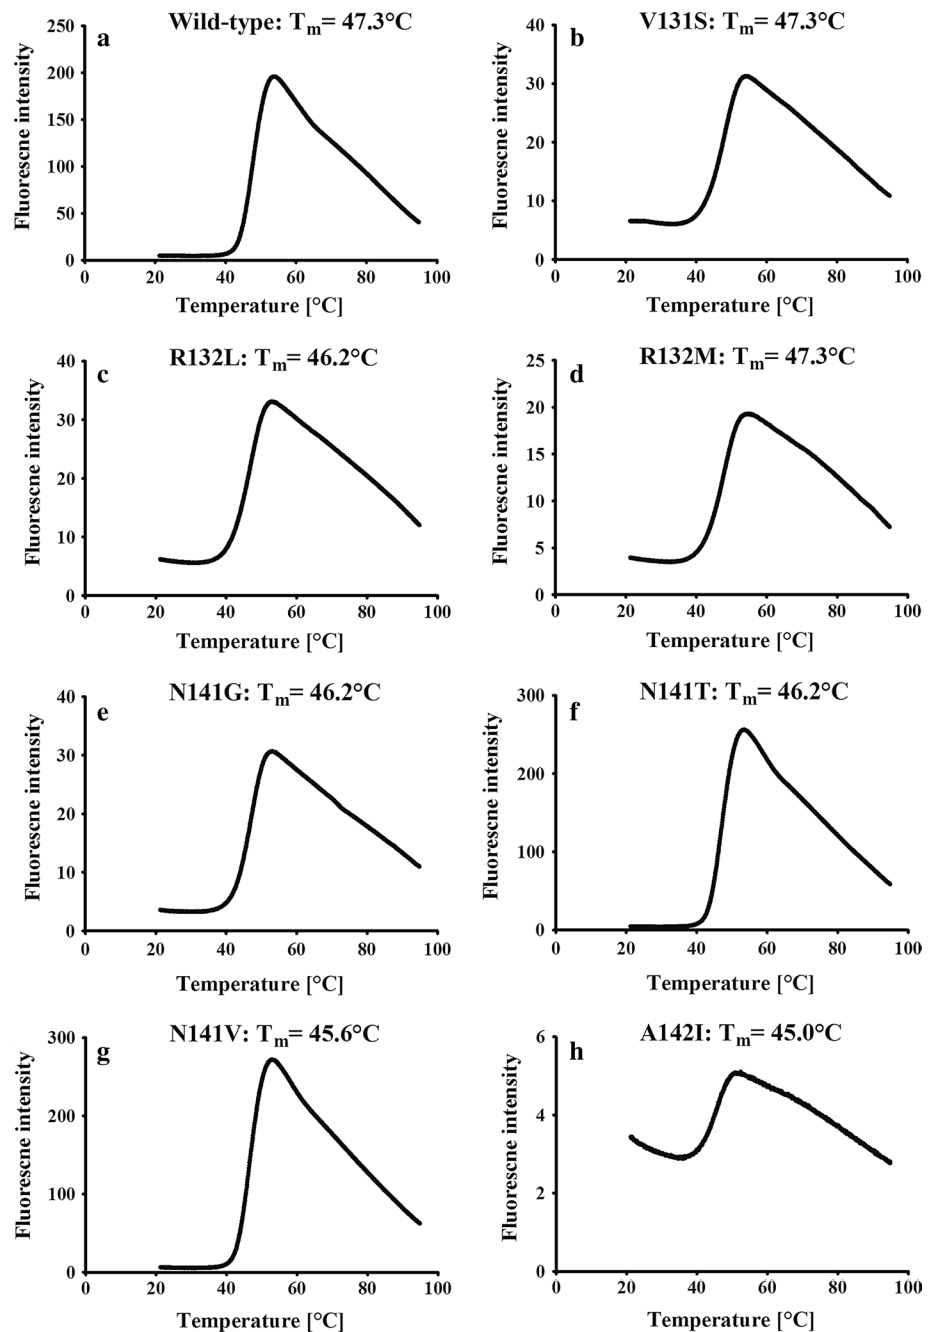 a Wild-type: Tm= 47.3°C
Fluorescne intensity
250
200
150
100
50
0
0 20 40 60 80 100
Temperature [°C]
b V131S: Tm= 47.3°C
Fluorescne intensity
40
30
20
10
0
0 20 40 60 80 100
Temperature [°C]
c R132L: Tm= 46.2°C
Fluorescne intensity
40
30
20
10
0
0 20 40 60 80 100
Temperature [°C]
d R132M: Tm= 47.3°C
Fluorescne intensity
25
20
15
10
5
0
0 20 40 60 80 100
Temperature [°C]
e N141G: Tm= 46.2°C
Fluorescne intensity
40
30
20
10
0
0 20 40 60 80 100
Temperature [°C]
f N141T: Tm= 46.2°C
Fluorescne intensity
300
200
100
0
0 20 40 60 80 100
Temperature [°C]
g N141V: Tm= 45.6°C
Fluorescne intensity
300
200
100
0
0 20 40 60 80 100
Temperature [°C]
h A142I: Tm= 45.0°C
Fluorescne intensity
6
4
2
0
0 20 40 60 80 100
Temperature [°C]